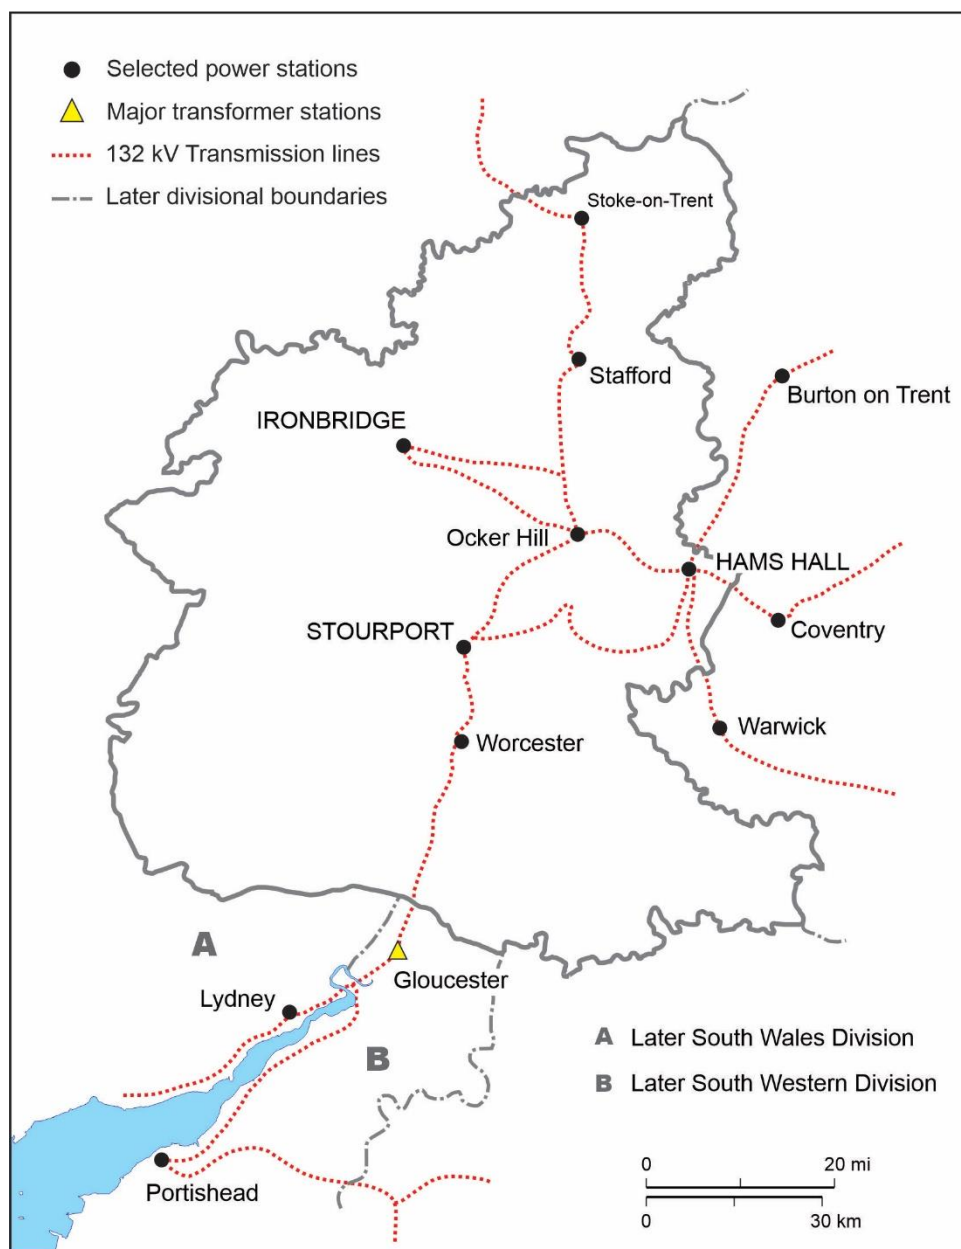 Selected power stations
Major transformer stations
132 kV Transmission lines
Later divisional boundaries
Stoke-on-Trent
Stafford
Burton on Trent
IRONBRIDGE
Ocker Hill
HAMS HALL
STOURPORT
Coventry
Warwick
Worcester
A
Gloucester
Lydney
B
A Later South Wales Division
B Later South Western Division
Portishead
0 20 mi
0 30 km